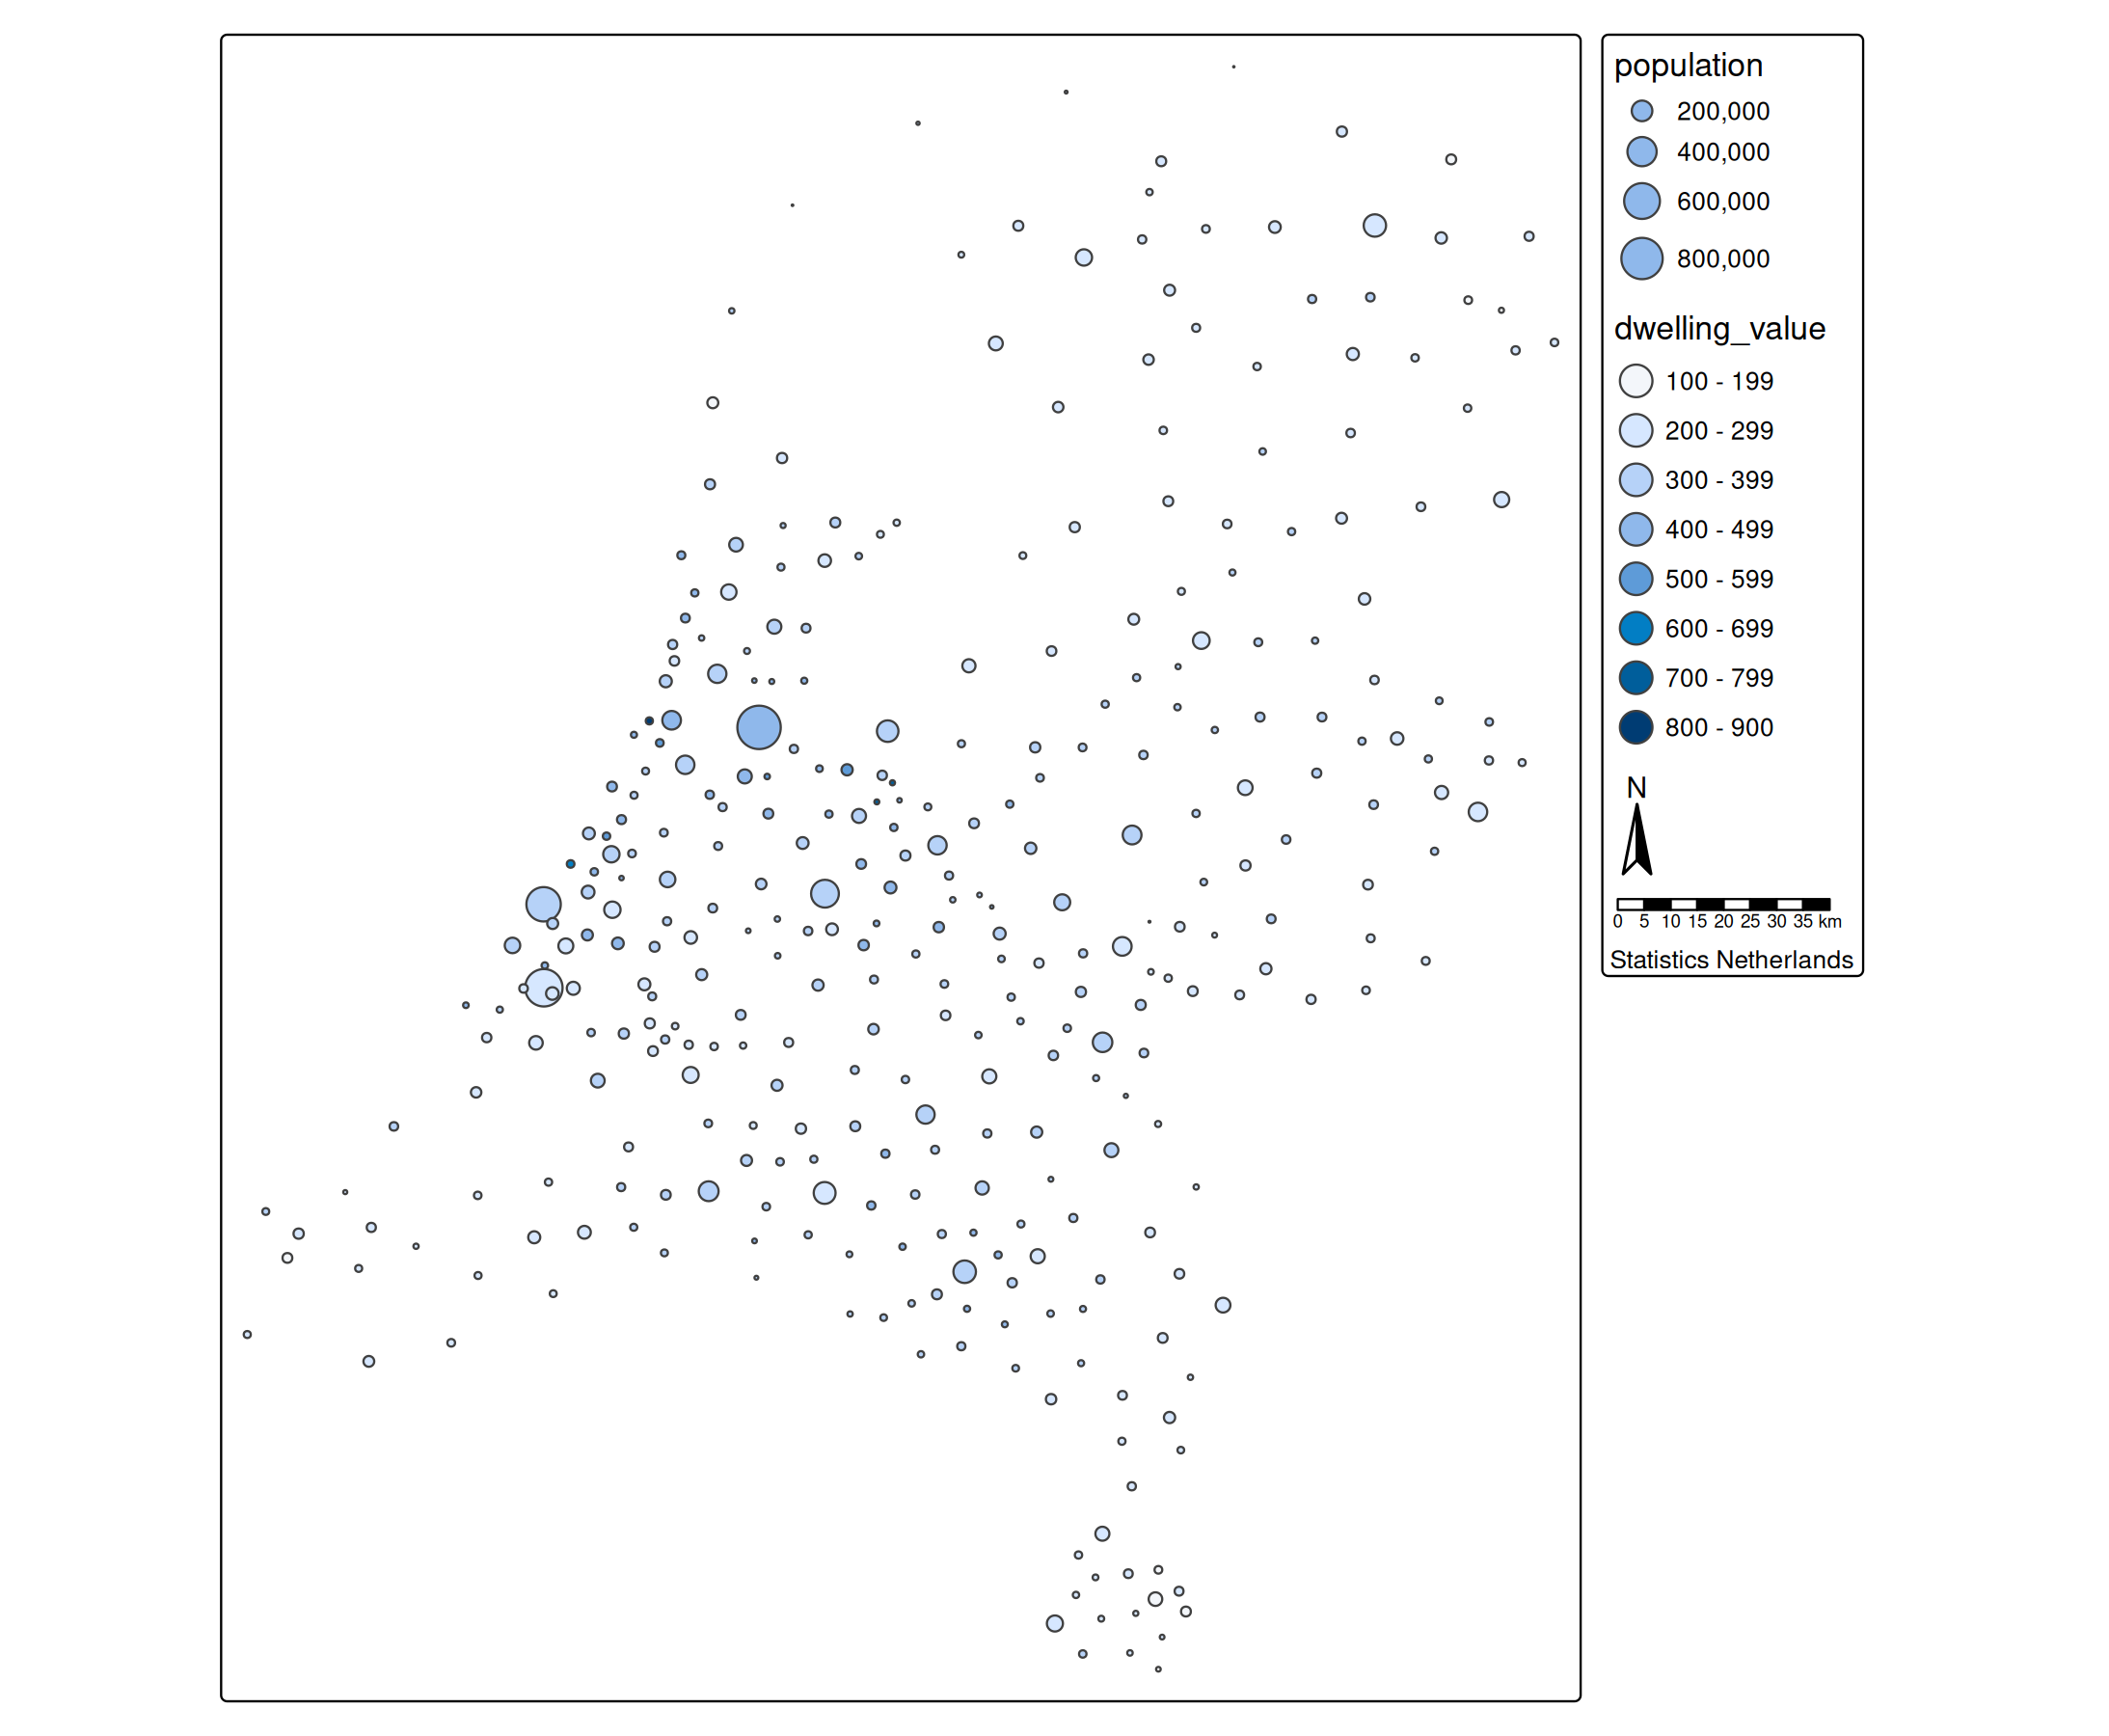 population
200,000
400,000
600,000
800,000
dwelling_value
100 - 199
200 - 299
300 - 399
400 - 499
500 - 599
600 - 699
700 - 799
800 - 900
N
0 5 10 15 20 25 30 35 km
Statistics Netherlands